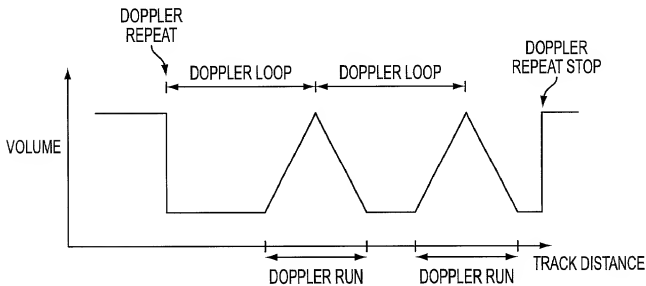 DOPPLER
REPEAT
DOPPLER LOOP
DOPPLER LOOP
DOPPLER
REPEAT STOP
VOLUME
TRACK DISTANCE
DOPPLER RUN
DOPPLER RUN